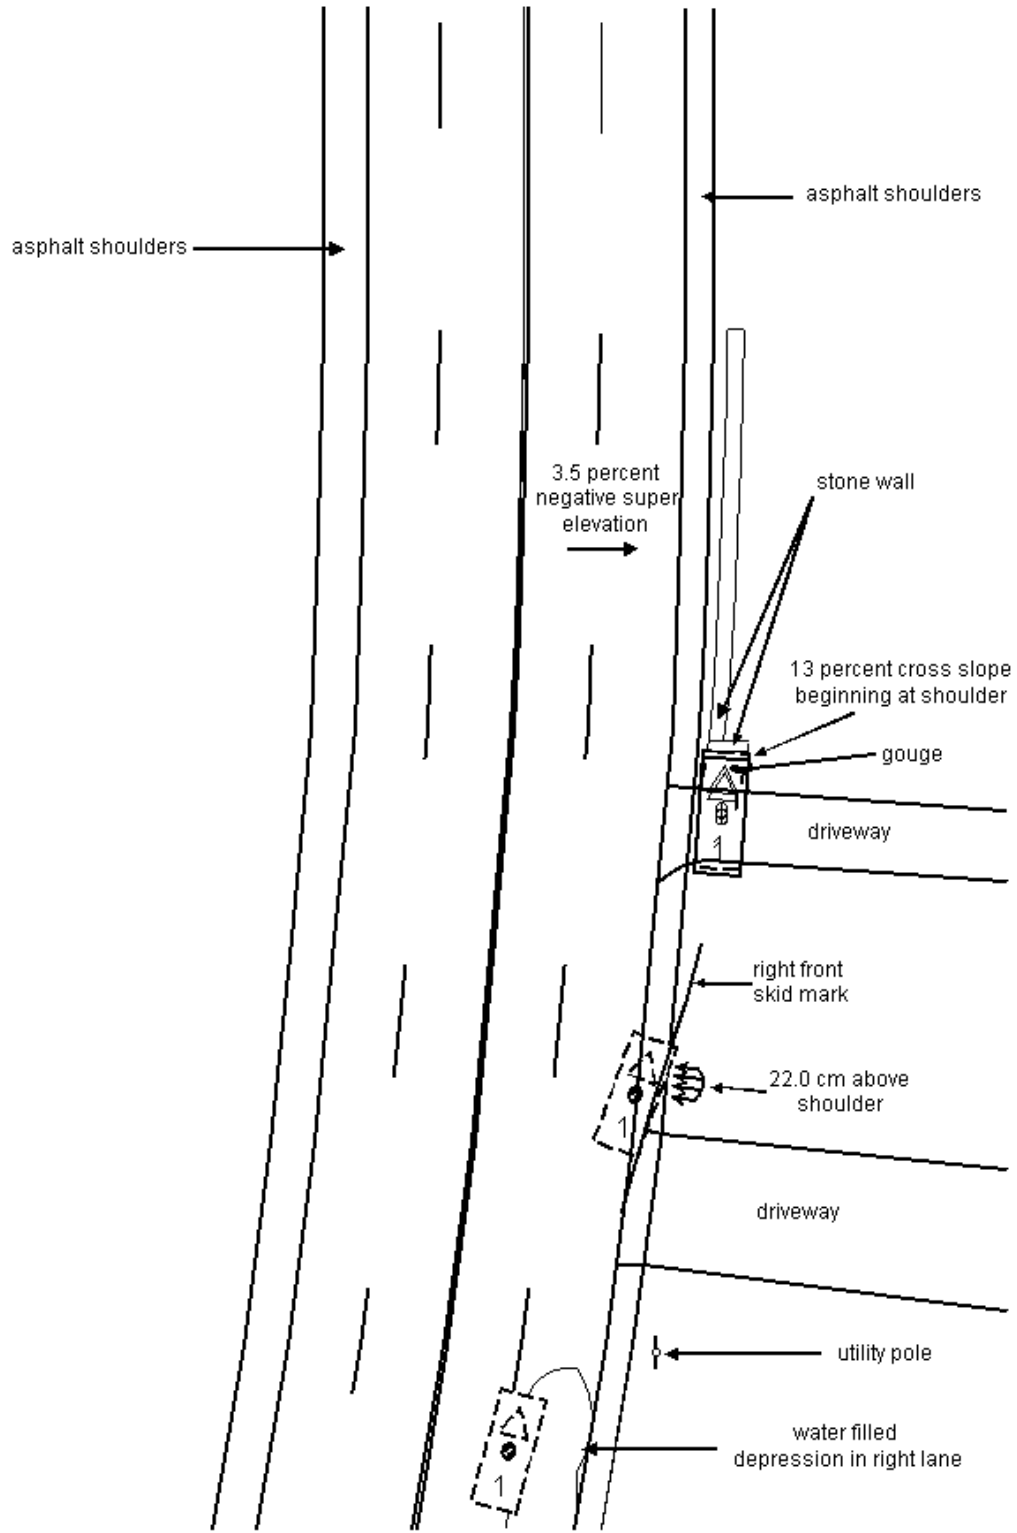 asphalt shoulders
asphalt shoulders
3.5 percent
negative super
elevation
stone wall
13 percent cross slope
beginning at shoulder
gouge
driveway
1
right front
skid mark
22.0 cm above
shoulder
1
driveway
utility pole
water filled
depression in right lane
1